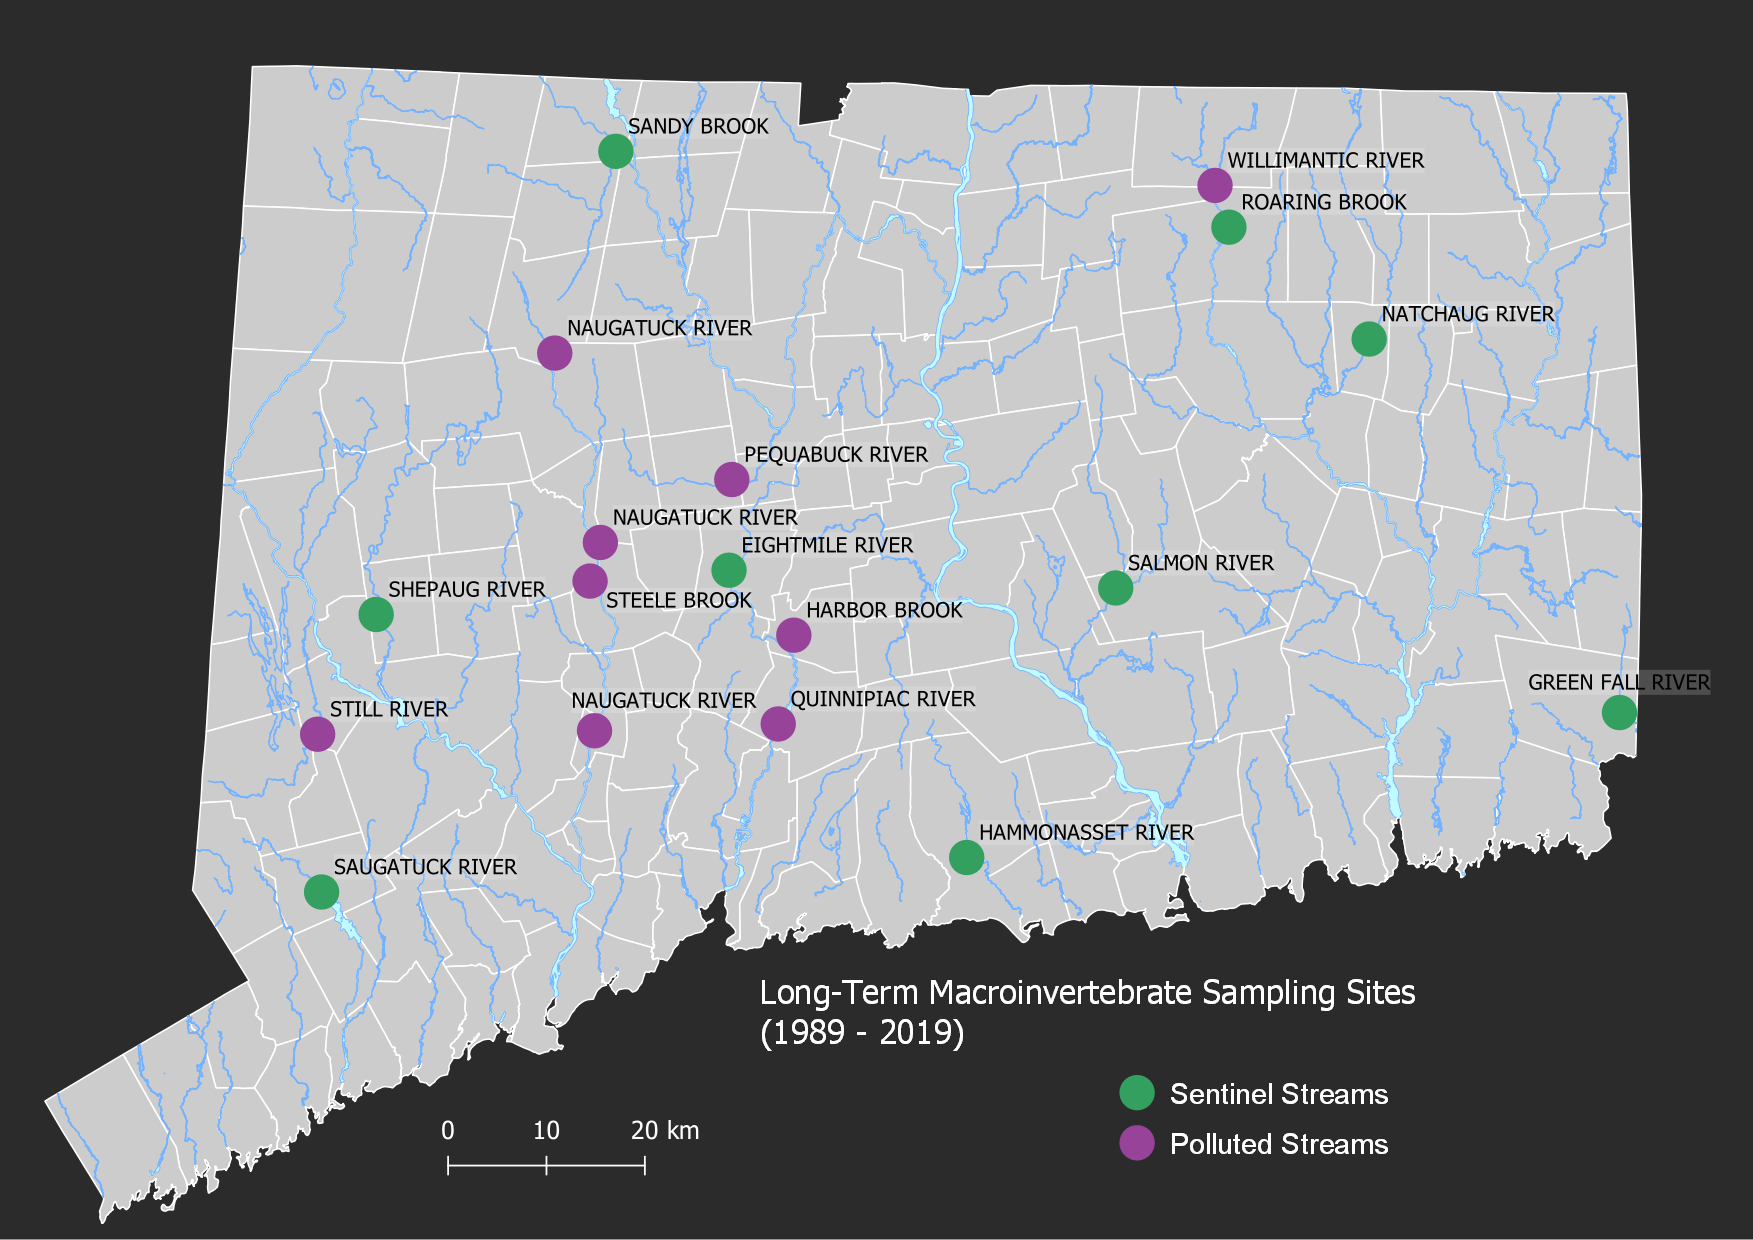 SANDY BROOK
WILLIMANTIC RIVER
ROARING BROOK
NATCHAUG RIVER
NAUGATUCK RIVER
PEQUABUCK RIVER
NAUGATUCK RIVER
EIGHTMILE RIVER
SALMON RIVER
SHEPAUG RIVER
STEELE BROOK
HARBOR BROOK
GREEN FALL RIVER
NAUGATUCK RIVER
QUINNIPIAC RIVER
STILL RIVER
HAMMONASSET RIVER
SAUGATUCK RIVER
Long-Term Macroinvertebrate Sampling Sites
(1989 - 2019)
Sentinel Streams
Polluted Streams
0 10 20 km